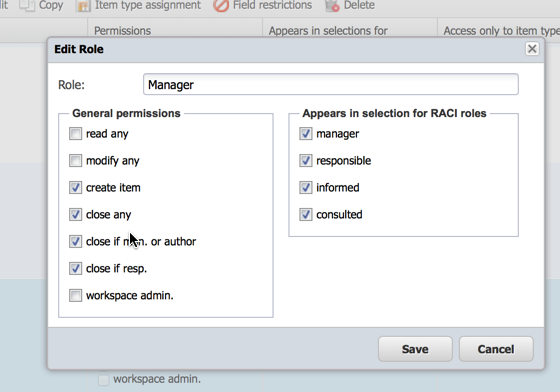 Copy Item type assignment Field restrictions Delete
Permissions Appears in selections for Access only to item type
Edit Role
Role: Manager
General permissions
read any
modify any
create item
close any
close if man. or author
close if resp.
workspace admin.
Appears in selection for RACI roles
manager
responsible
informed
consulted
Save Cancel
workspace admin.